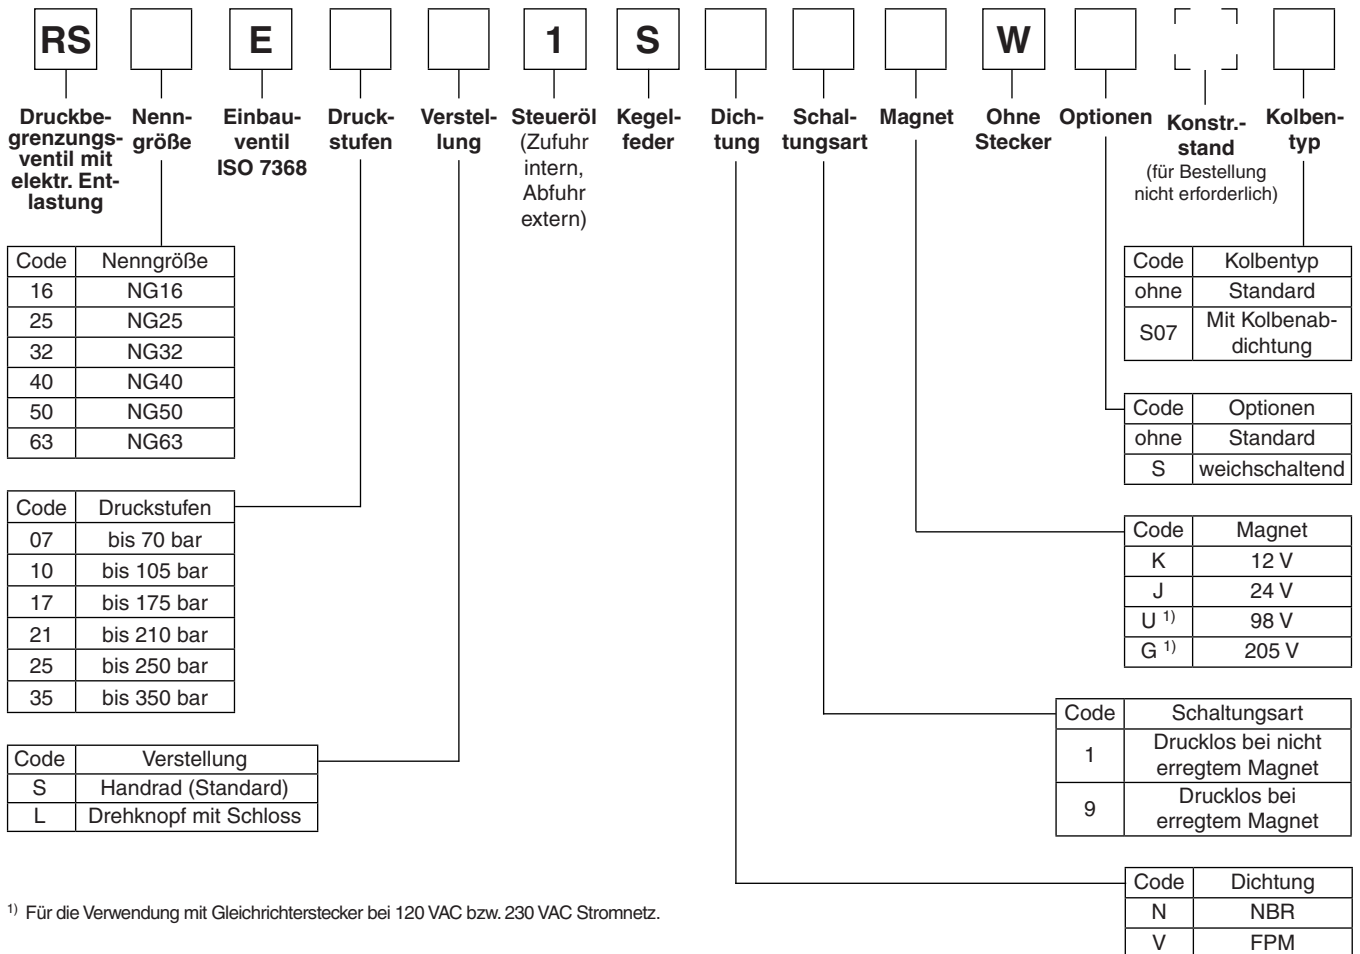 RS E 1 S W
Druckbe-
grenzungs-
ventil mit
elektr. Ent-
lastung
Nenn-
größe
Einbau-
ventil
ISO 7368
Druck-
stufen
Verstel-
lung
Steueröl
(Zufuhr
intern,
Abfuhr
extern)
Kegel-
feder
Dich-
tung
Schal-
tungsart
Magnet
Ohne
Stecker
Optionen
Konstr.-
stand
(für Bestellung
nicht erforderlich)
Kolben-
typ
Code Nenngröße
16 NG16
25 NG25
32 NG32
40 NG40
50 NG50
63 NG63
Code Druckstufen
07 bis 70 bar
10 bis 105 bar
17 bis 175 bar
21 bis 210 bar
25 bis 250 bar
35 bis 350 bar
Code Verstellung
S Handrad (Standard)
L Drehknopf mit Schloss
Code Kolbentyp
ohne Standard
S07 Mit Kolbenab-
dichtung
Code Optionen
ohne Standard
S weichschaltend
Code Magnet
K 12 V
J 24 V
U 1) 98 V
G 1) 205 V
Code Schaltungsart
1 Drucklos bei nicht
erregtem Magnet
9 Drucklos bei
erregtem Magnet
Code Dichtung
N NBR
V FPM
1) Für die Verwendung mit Gleichrichterstecker bei 120 VAC bzw. 230 VAC Stromnetz.